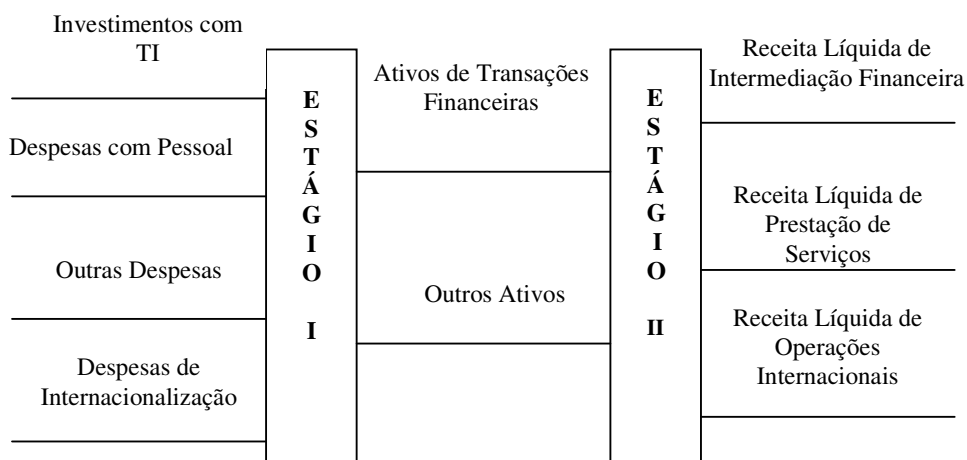 Investimentos com
TI
Despesas com Pessoal
Outras Despesas
Despesas de
Internacionalização
E
S
T
Á
G
I
O
I
Ativos de Transações
Financeiras
Outros Ativos
E
S
T
Á
G
I
O
II
Receita Líquida de
Intermediação Financeira
Receita Líquida de
Prestação de
Serviços
Receita Líquida de
Operações
Internacionais